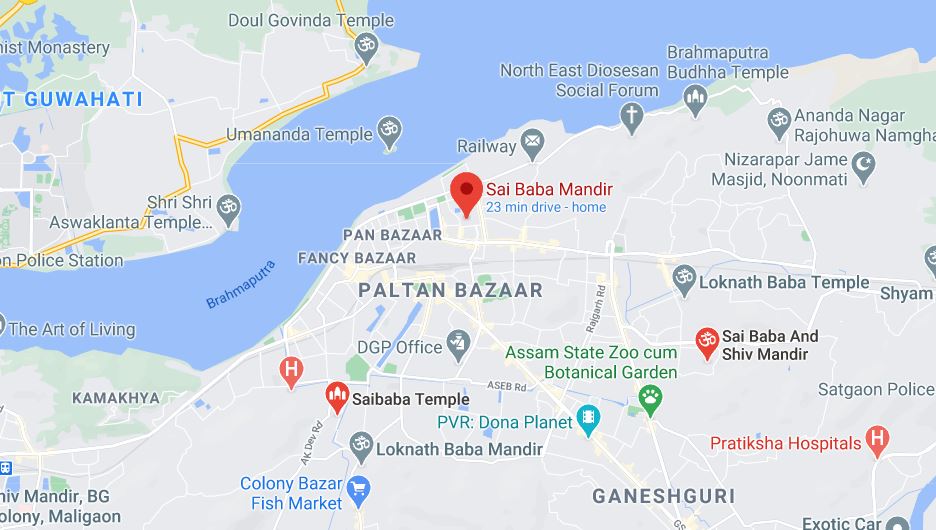 Doul Govinda Temple
nist Monastery
Brahmaputra
Budhha Temple
North East Diosesan
Social Forum
T GUWAHATI
Ananda Nagar
Rajohuwa Namgha
Umananda Temple
Railway
Nizarapar Jame
Masjid, Noonmati
Sai Baba Mandir
23 min drive - home
Shri Shri
Aswaklanta Temple...
PAN BAZAAR
FANCY BAZAAR
on Police Station
Brahmaputra
PALTAN BAZAAR
Loknath Baba Temple
Shyam
Rajgarh Rd
The Art of Living
DGP Office
Sai Baba And
Shiv Mandir
Assam State Zoo cum
Botanical Garden
H
ASEB Rd
Satgaon Police
KAMAKHYA
Saibaba Temple
PVR: Dona Planet
AK Dev Rd
Loknath Baba Mandir
Pratiksha Hospitals
H
Colony Bazar
Fish Market
hiv Mandir, BG
olony, Maligaon
GANESHGURI
GS
Exotic Car